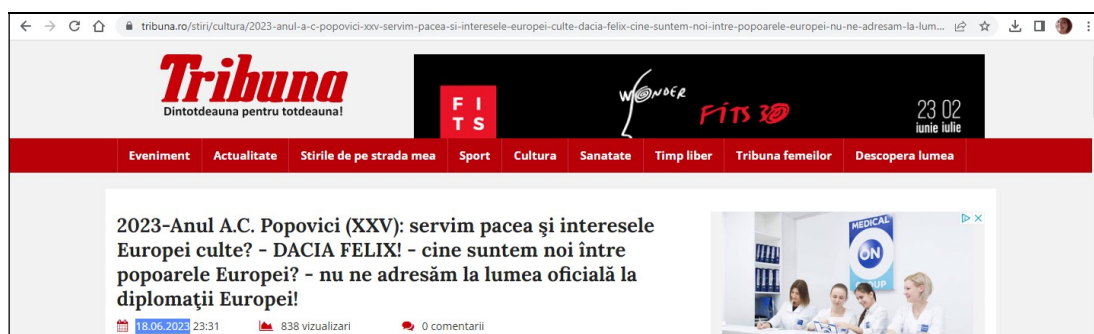 tribuna.ro/stiri/cultura/2023-anul-a-c-popovici-xxv-servim-pacea-si-interesele-europei-culte-dacia-felix-cine-suntem-noi-intre-popoarele-europei-nu-ne-adresam-la-lum...
Tribuna
Dintotdeauna pentru totdeauna!
F I
T S
WONDER
FITS 30
23 02
iunie iulie
Eveniment Actualitate Stirile de pe strada mea Sport Cultura Sanatate Timp liber Tribuna femeilor Descopera lumea
2023-Anul A.C. Popovici (XXV): servim pacea şi interesele
Europei culte? - DACIA FELIX! - cine suntem noi între
popoarele Europei? - nu ne adresăm la lumea oficială la
diplomaţii Europei!
18.06.2023 23:31 838 vizualizari 0 comentarii
MEDICAL
ON
GROUP